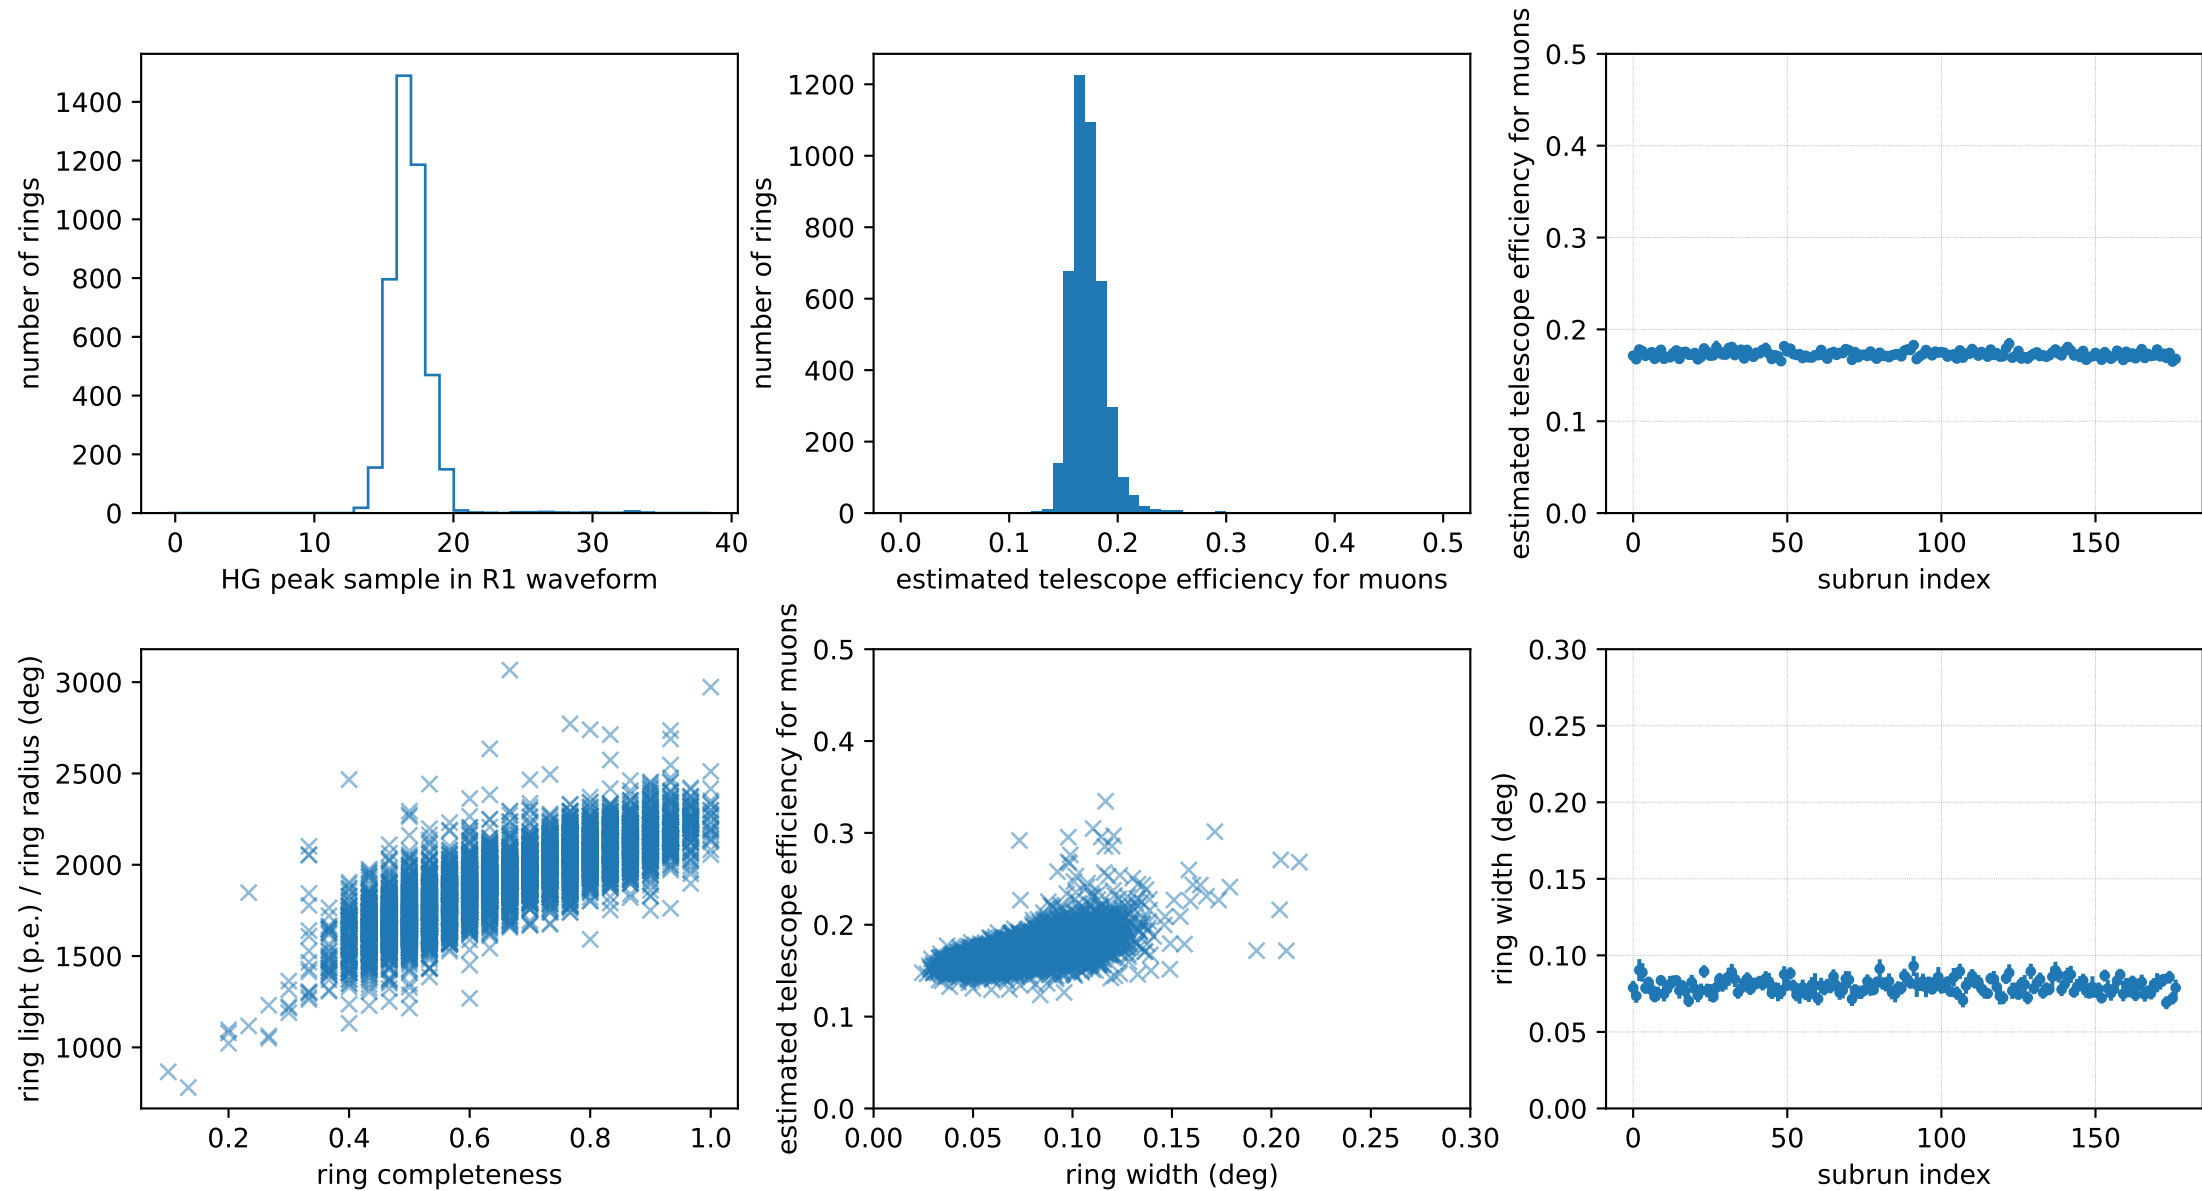 number of rings
1400
1200
1000
800
600
400
200
0
0 10 20 30 40
HG peak sample in R1 waveform
number of rings
1200
1000
800
600
400
200
0
0.0 0.1 0.2 0.3 0.4 0.5
estimated telescope efficiency for muons
estimated telescope efficiency for muons
0.5
0.4
0.3
0.2
0.1
0.0
0 50 100 150
subrun index
ring light (p.e.) / ring radius (deg)
3000
2500
2000
1500
1000
0.2 0.4 0.6 0.8 1.0
ring completeness
estimated telescope efficiency for muons
0.5
0.4
0.3
0.2
0.1
0.0
0.00 0.05 0.10 0.15 0.20 0.25 0.30
ring width (deg)
ring width (deg)
0.30
0.25
0.20
0.15
0.10
0.05
0.00
0 50 100 150
subrun index